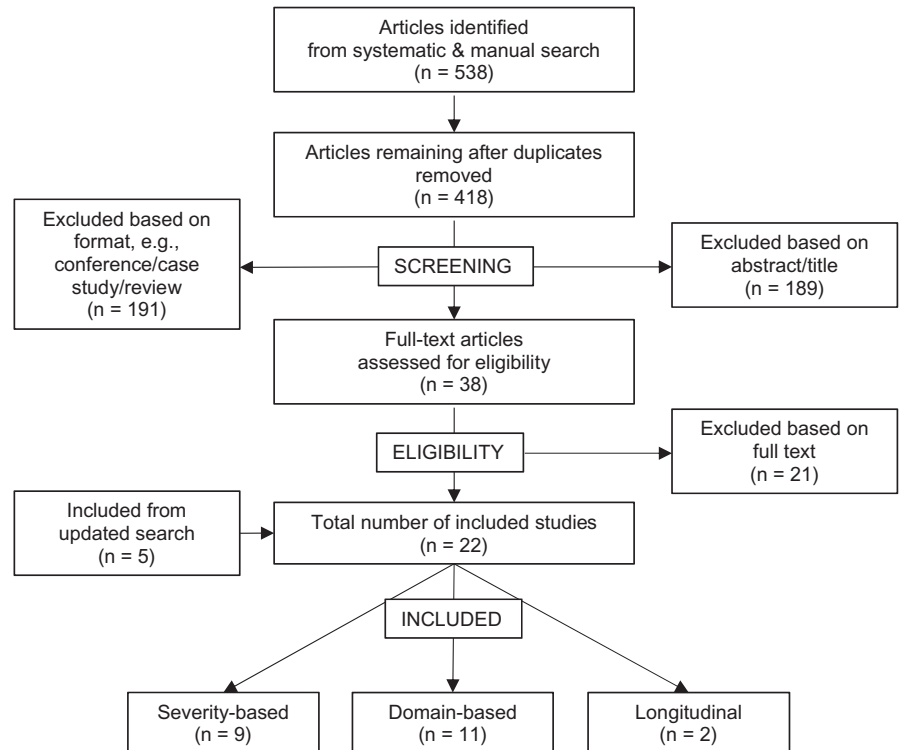 Articles identified
from systematic & manual search
(n = 538)
Articles remaining after duplicates
removed
(n = 418)
Excluded based on
format, e.g.,
conference/case
study/review
(n = 191)
SCREENING
Excluded based on
abstract/title
(n = 189)
Full-text articles
assessed for eligibility
(n = 38)
ELIGIBILITY
Excluded based on
full text
(n = 21)
Included from
updated search
(n = 5)
Total number of included studies
(n = 22)
INCLUDED
Severity-based
(n = 9)
Domain-based
(n = 11)
Longitudinal
(n = 2)